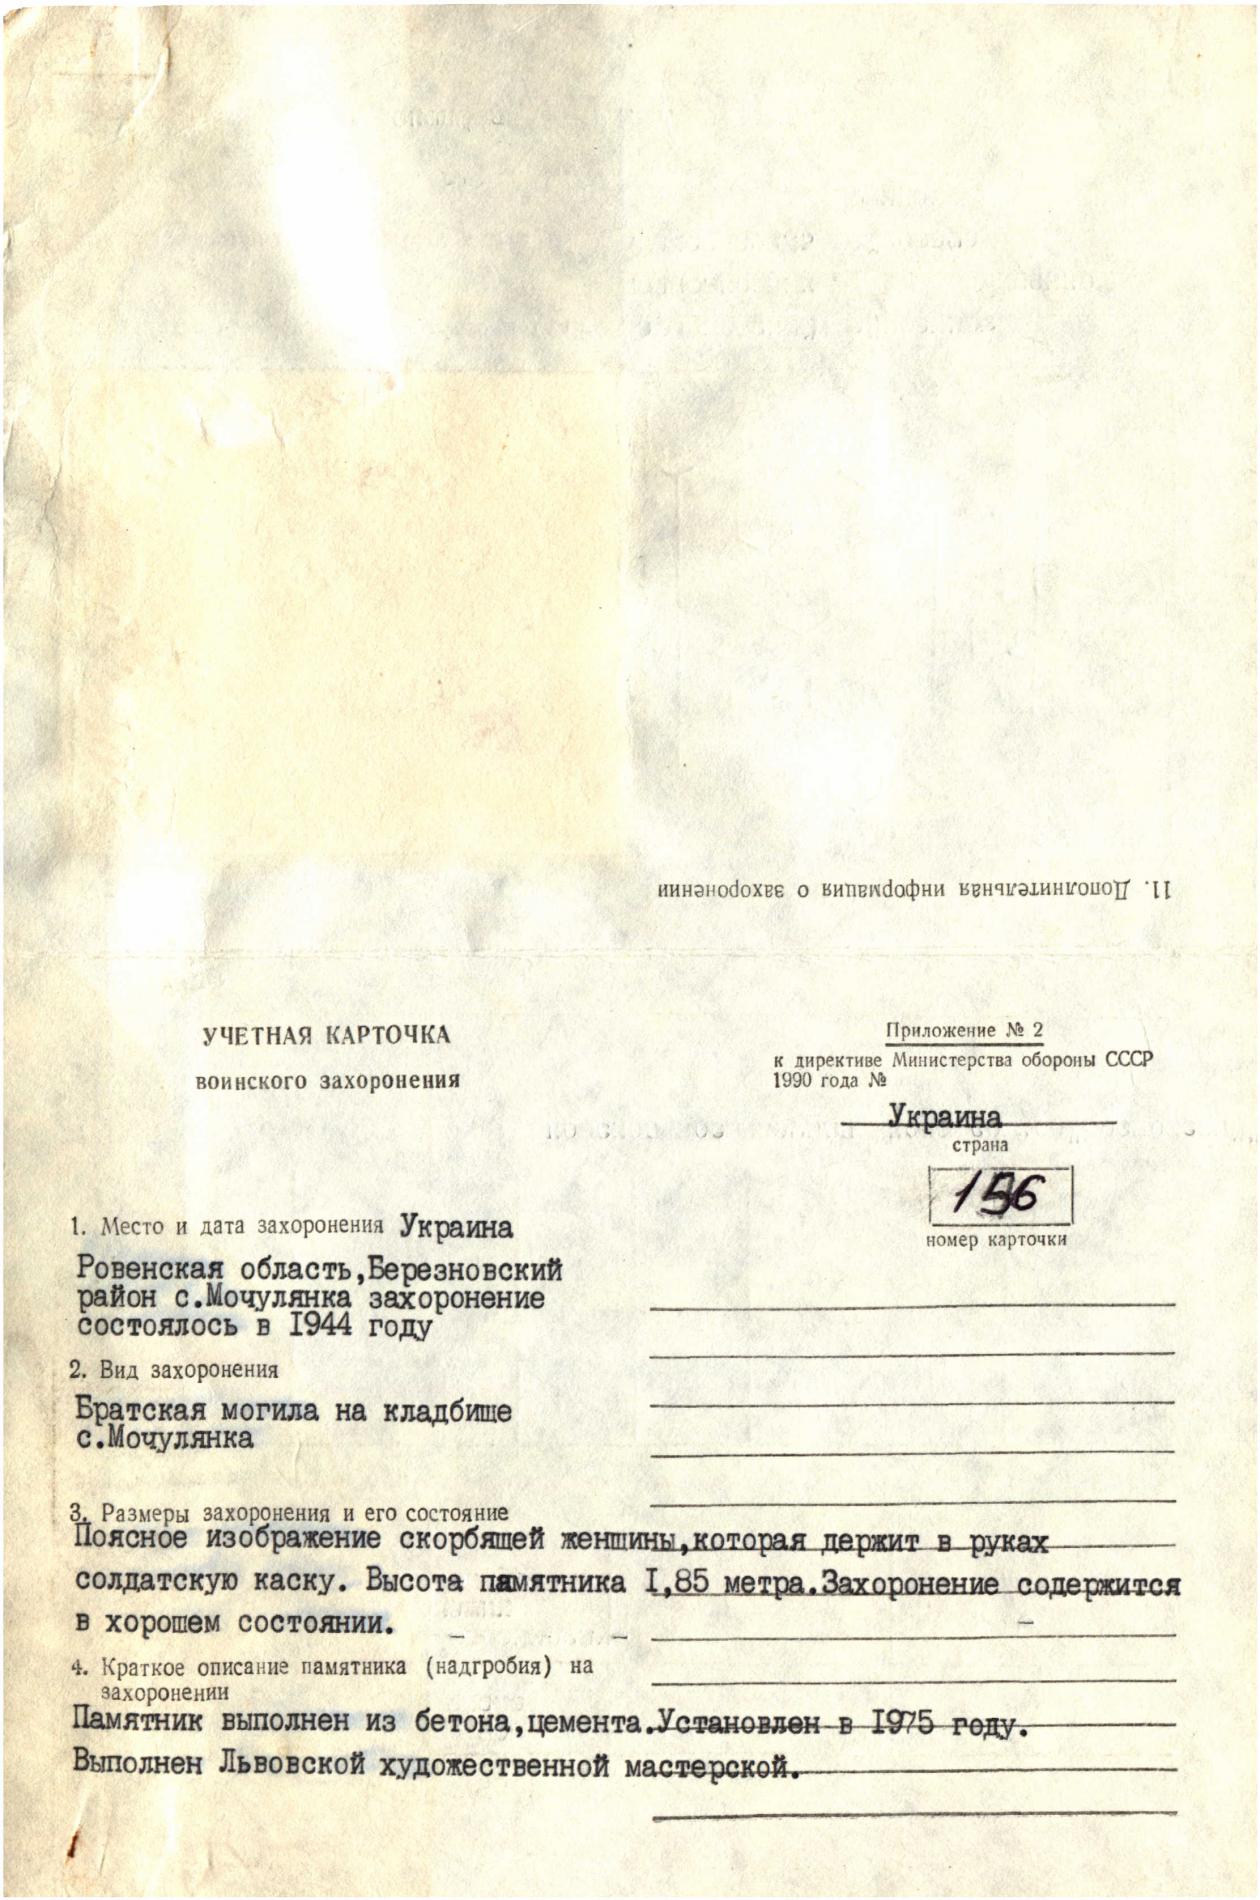 11. Дополнительная информация о захоронении
УЧЕТНАЯ КАРТОЧКА
воинского захоронения
Приложение № 2
к директиве Министерства обороны СССР
1990 года №
Украина
страна
156
номер карточки
1. Место и дата захоронения Украина
Ровенская область,Березновский
район с.Мочулянка захоронение
состоялось в 1944 году
2. Вид захоронения
Братская могила на кладбище
с.Мочулянка
3. Размеры захоронения и его состояние
Поясное изображение скорбящей женщины,которая держит в руках
солдатскую каску. Высота памятника 1,85 метра.Захоронение содержится
в хорошем состоянии.
4. Краткое описание памятника (надгробия) на
захоронении
Памятник выполнен из бетона,цемента.Установлен в 1975 году.
Выполнен Львовской художественной мастерской.